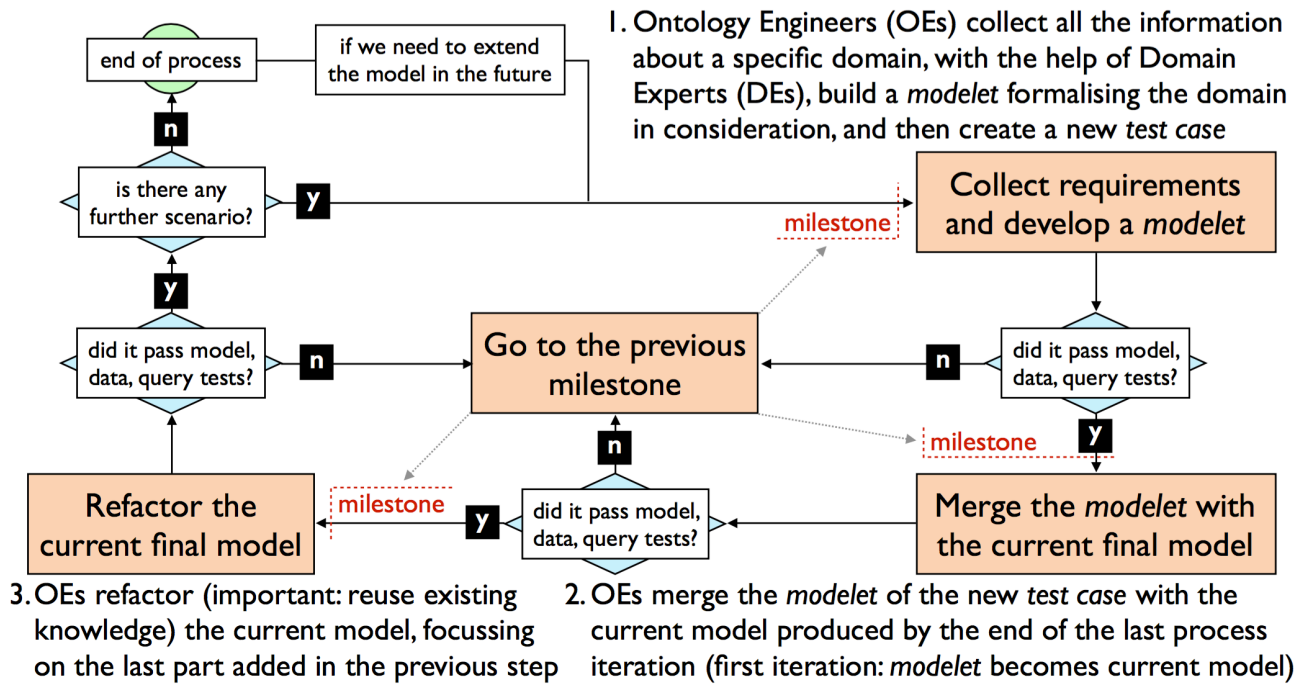 1. Ontology Engineers (OEs) collect all the information
about a specific domain, with the help of Domain
Experts (DEs), build a modelet formalising the domain
in consideration, and then create a new test case
end of process
if we need to extend
the model in the future
n
is there any
further scenario?
y
milestone
Collect requirements
and develop a modelet
y
did it pass model,
data, query tests?
n
Go to the previous
milestone
n
did it pass model,
data, query tests?
y
milestone
n
milestone
Refactor the
current final model
y
did it pass model,
data, query tests?
Merge the modelet with
the current final model
3. OEs refactor (important: reuse existing
knowledge) the current model, focussing
on the last part added in the previous step
2. OEs merge the modelet of the new test case with the
current model produced by the end of the last process
iteration (first iteration: modelet becomes current model)